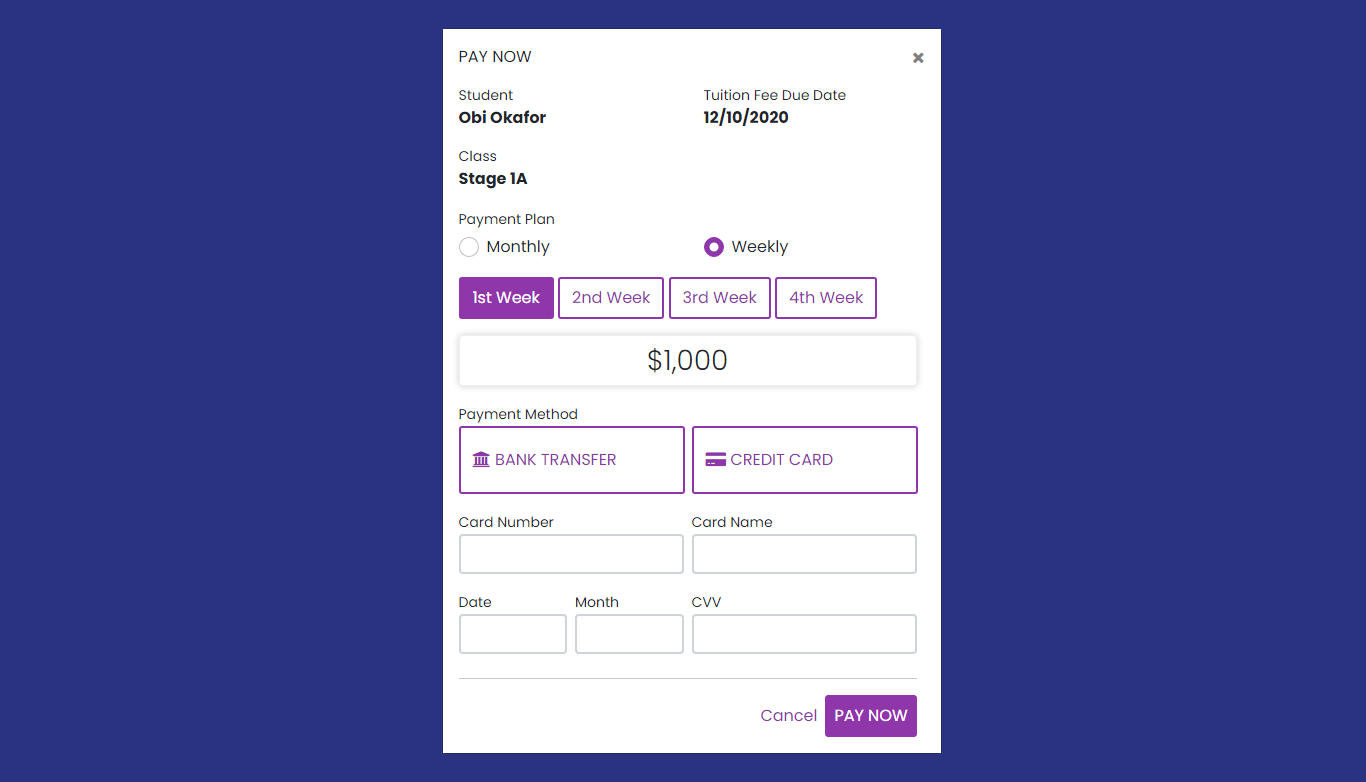 PAY NOW
Student Tuition Fee Due Date
Obi Okafor 12/10/2020
Class
Stage 1A
Payment Plan
Monthly Weekly
1st Week 2nd Week 3rd Week 4th Week
$1,000
Payment Method
BANK TRANSFER CREDIT CARD
Card Number Card Name
Date Month CVV
Cancel PAY NOW